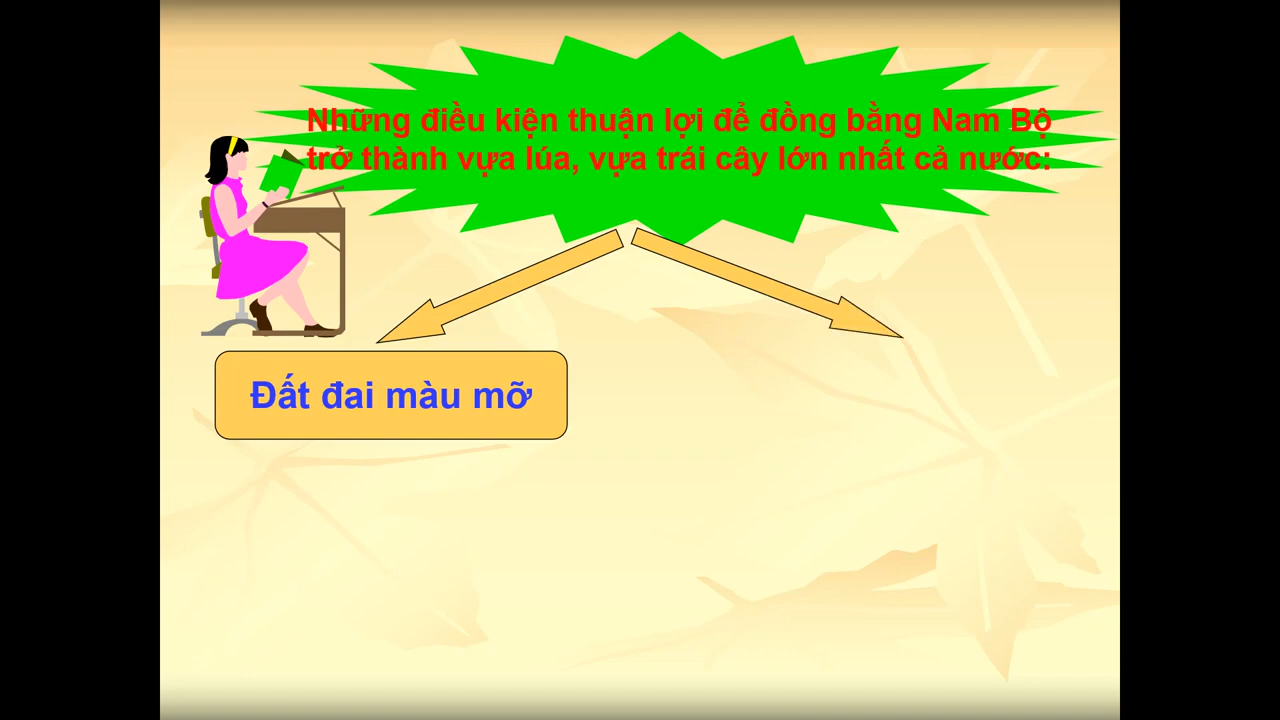 Những điều kiện thuận lợi để đồng bằng Nam Bộ
trở thành vựa lúa, vựa trái cây lớn nhất cả nước:
Đất đai màu mỡ